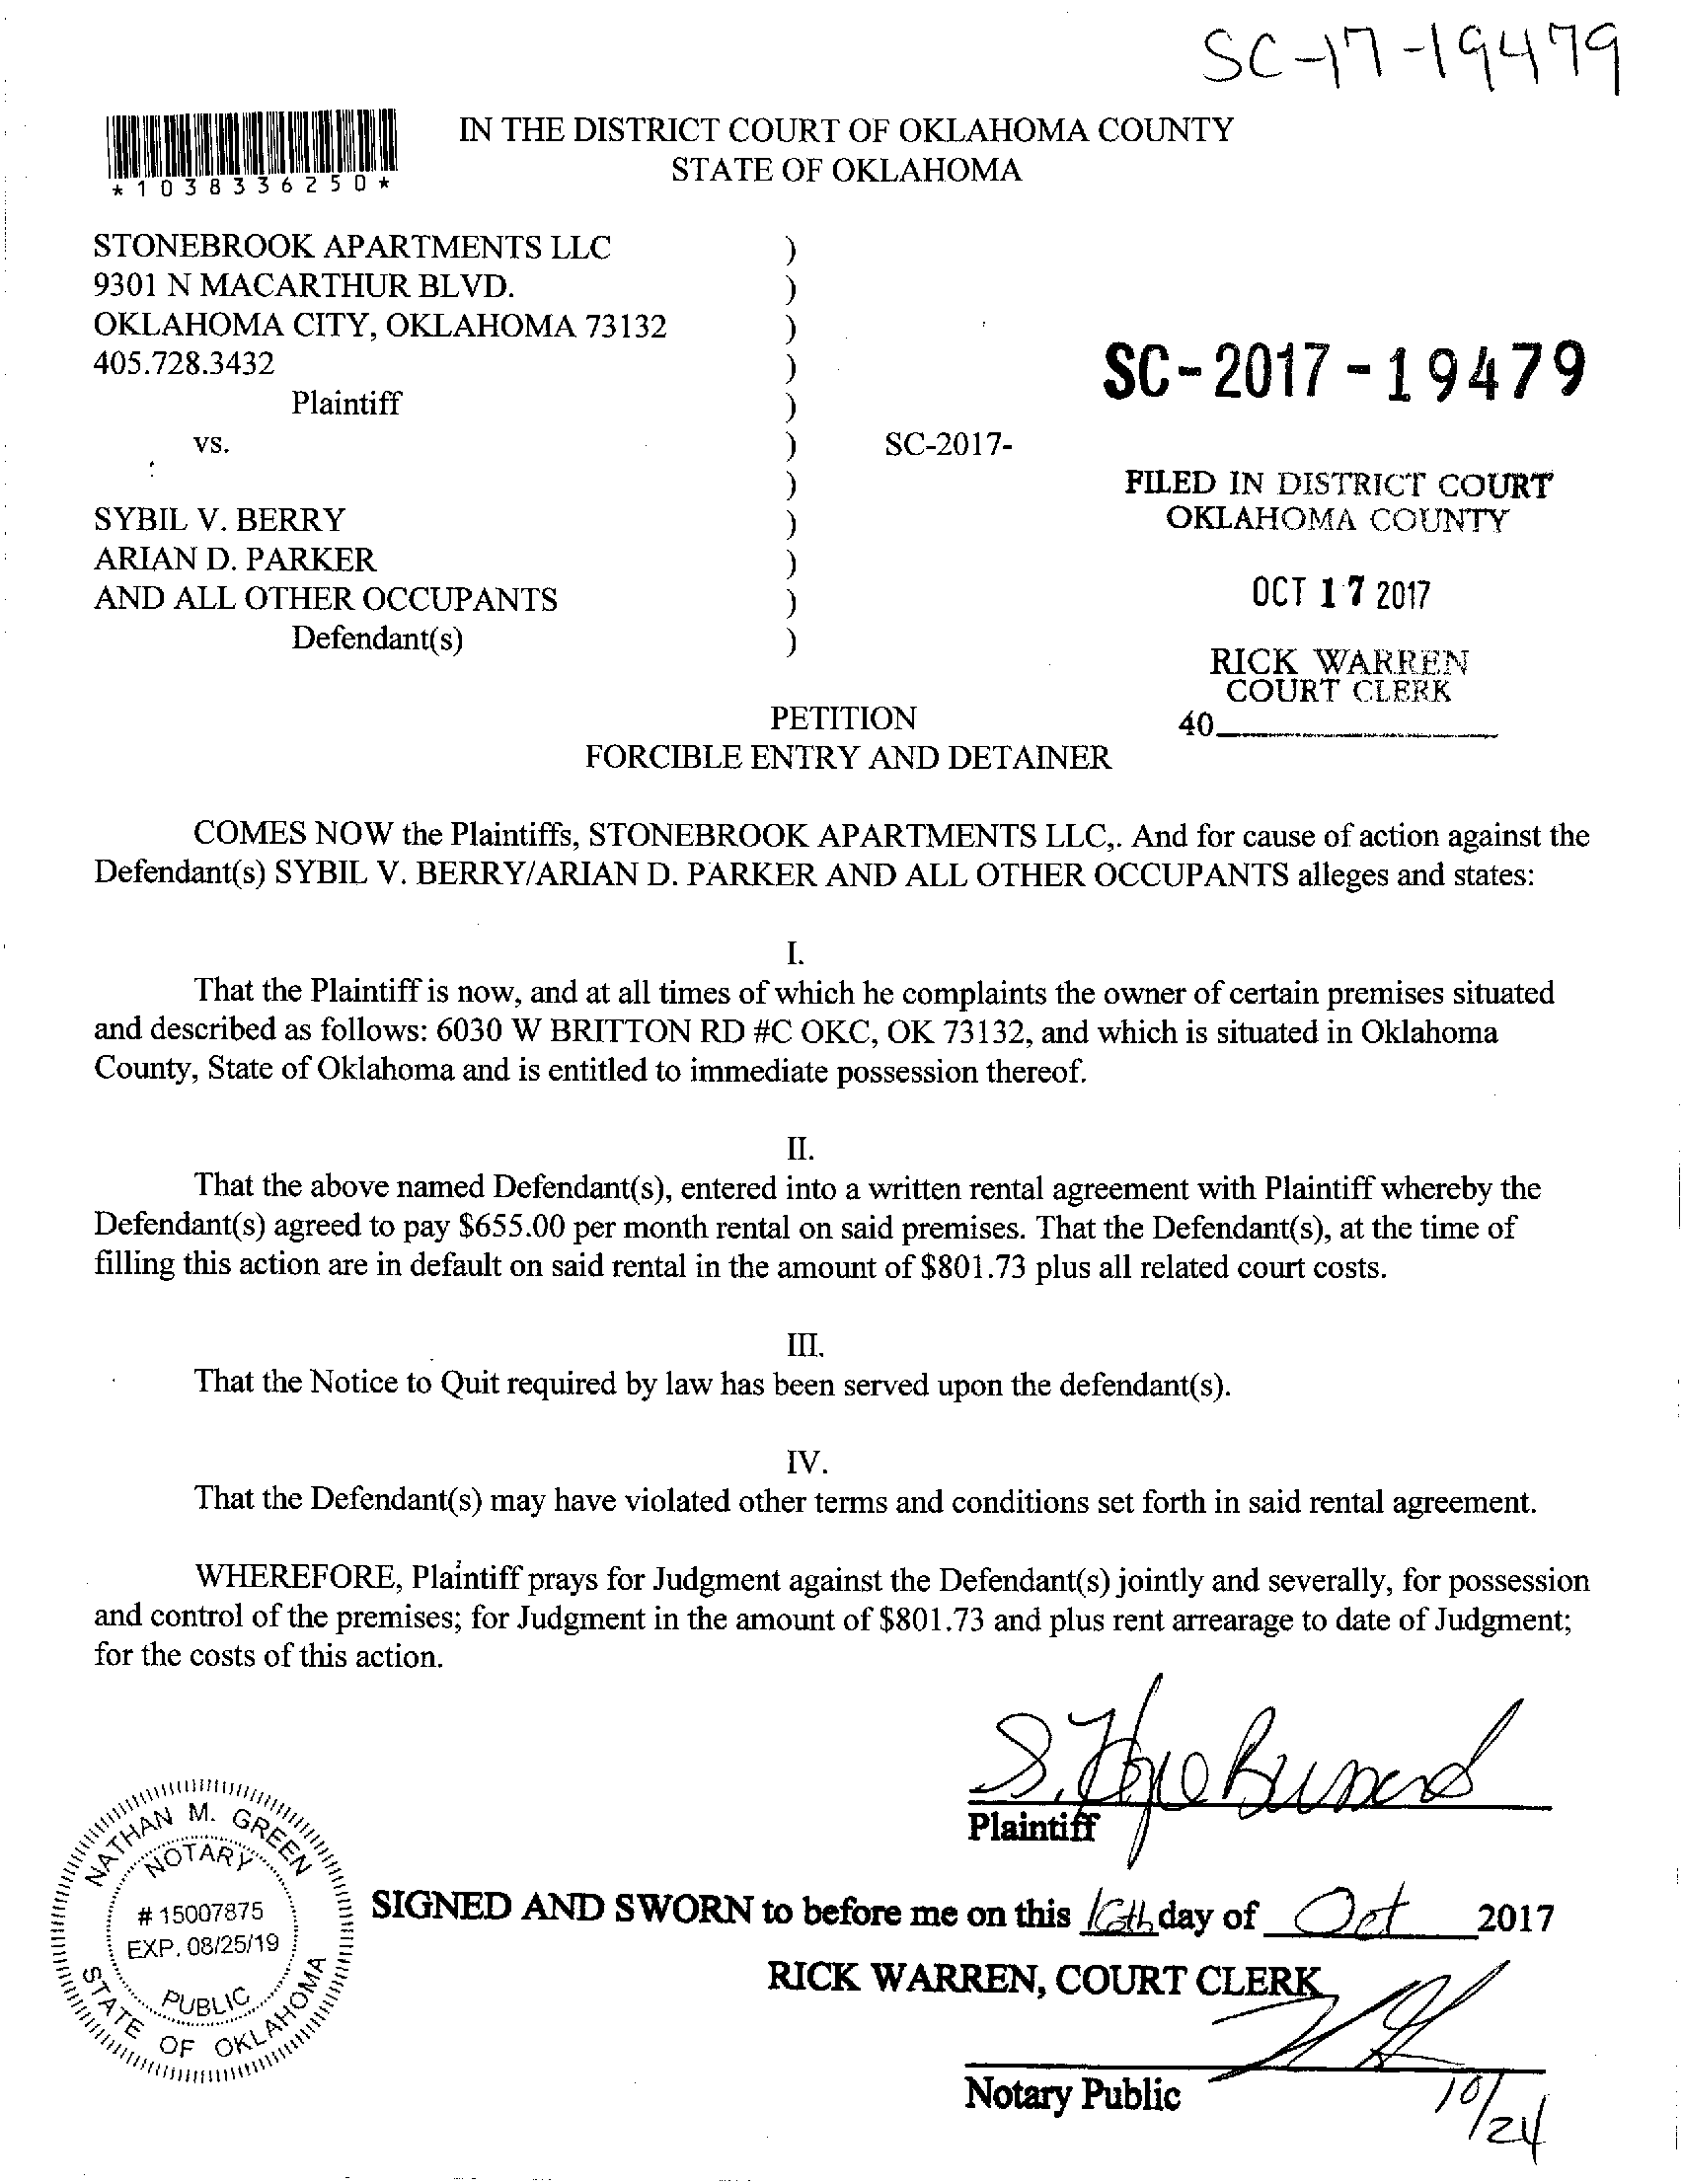 SC-17-19479
IN THE DISTRICT COURT OF OKLAHOMA COUNTY
STATE OF OKLAHOMA
*1038336250*
STONEBROOK APARTMENTS LLC )
9301 N MACARTHUR BLVD. )
OKLAHOMA CITY, OKLAHOMA 73132 )
405.728.3432 )
SC-2017-19479
Plaintiff )
vs. ) SC-2017-
)
FILED IN DISTRICT COURT
OKLAHOMA COUNTY
SYBIL V. BERRY )
ARIAN D. PARKER )
AND ALL OTHER OCCUPANTS )
OCT 17 2017
Defendant(s) )
RICK WARREN
COURT CLERK
40
PETITION
FORCIBLE ENTRY AND DETAINER
COMES NOW the Plaintiffs, STONEBROOK APARTMENTS LLC,. And for cause of action against the
Defendant(s) SYBIL V. BERRY/ARIAN D. PARKER AND ALL OTHER OCCUPANTS alleges and states:
I.
That the Plaintiff is now, and at all times of which he complaints the owner of certain premises situated
and described as follows: 6030 W BRITTON RD #C OKC, OK 73132, and which is situated in Oklahoma
County, State of Oklahoma and is entitled to immediate possession thereof.
II.
That the above named Defendant(s), entered into a written rental agreement with Plaintiff whereby the
Defendant(s) agreed to pay $655.00 per month rental on said premises. That the Defendant(s), at the time of
filling this action are in default on said rental in the amount of $801.73 plus all related court costs.
III.
That the Notice to Quit required by law has been served upon the defendant(s).
IV.
That the Defendant(s) may have violated other terms and conditions set forth in said rental agreement.
WHEREFORE, Plaintiff prays for Judgment against the Defendant(s) jointly and severally, for possession
and control of the premises; for Judgment in the amount of $801.73 and plus rent arrearage to date of Judgment;
for the costs of this action.
Plaintiff
NATHAN M. GREEN
NOTARY
# 15007875
EXP. 08/25/19
PUBLIC
STATE OF OKLAHOMA
SIGNED AND SWORN to before me on this 16th day of Oct 2017
RICK WARREN, COURT CLERK
Notary Public
10/24